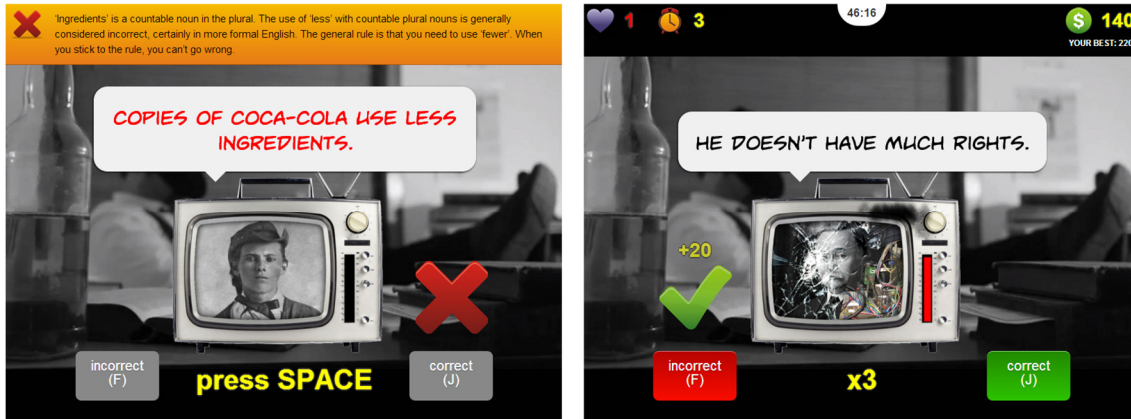 'Ingredients' is a countable noun in the plural. The use of 'less' with countable plural nouns is generally
considered incorrect, certainly in more formal English. The general rule is that you need to use 'fewer'. When
you stick to the rule, you can't go wrong.
COPIES OF COCA-COLA USE LESS
INGREDIENTS.
incorrect
(F)
press SPACE
correct
(J)
1
3
46:16
$ 140
YOUR BEST: 220
HE DOESN'T HAVE MUCH RIGHTS.
+20
incorrect
(F)
x3
correct
(J)